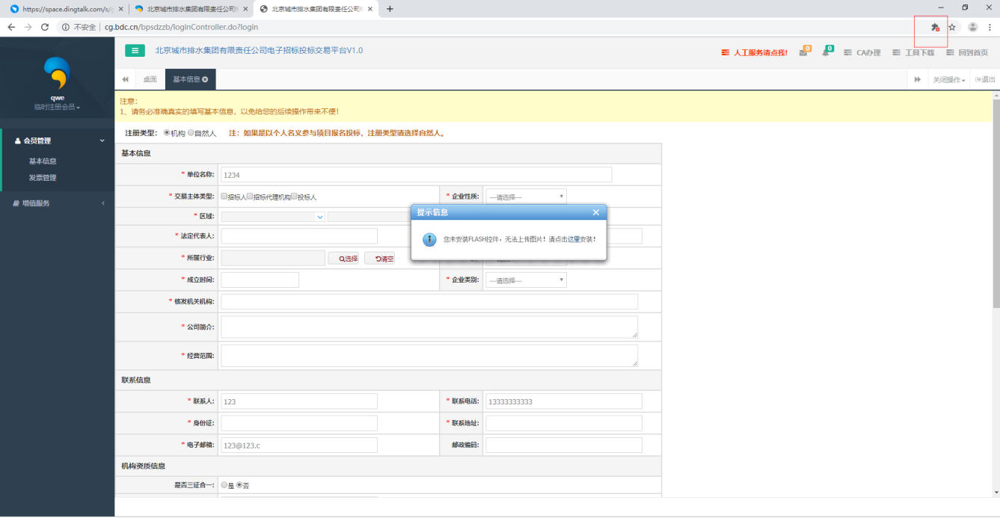 https://space.dingtalk.com/s/g
北京城市排水集团有限责任公司电
北京城市排水集团有限责任公司电
不安全 | cg.bdc.cn/bpsdzzb/loginController.do?login
北京城市排水集团有限责任公司电子招标投标交易平台V1.0
人工服务请点我! 0 0 CA办理 工具下载 回到首页
桌面 基本信息 关闭操作 退出
qwe
临时注册会员
会员管理
基本信息
发票管理
增值服务
注意：
1、请务必准确真实的填写基本信息，以免给您的后续操作带来不便！
注册类型： 机构 自然人 注：如果是以个人名义参与项目报名投标，注册类型请选择自然人。
基本信息
* 单位名称: 1234
* 交易主体类型: 招标人 招标代理机构 投标人 * 企业性质: ---请选择---
* 区域:
* 法定代表人:
* 所属行业: 选择 清空
提示信息
您未安装FLASH控件，无法上传图片！请点击这里安装！
* 成立时间: * 企业类别: ---请选择---
* 核发机关机构:
* 公司简介:
* 经营范围:
联系信息
* 联系人: 123 * 联系电话: 13333333333
* 身份证: * 联系地址:
* 电子邮箱: 123@123.c 邮政编码:
机构资质信息
是否三证合一: 是 否